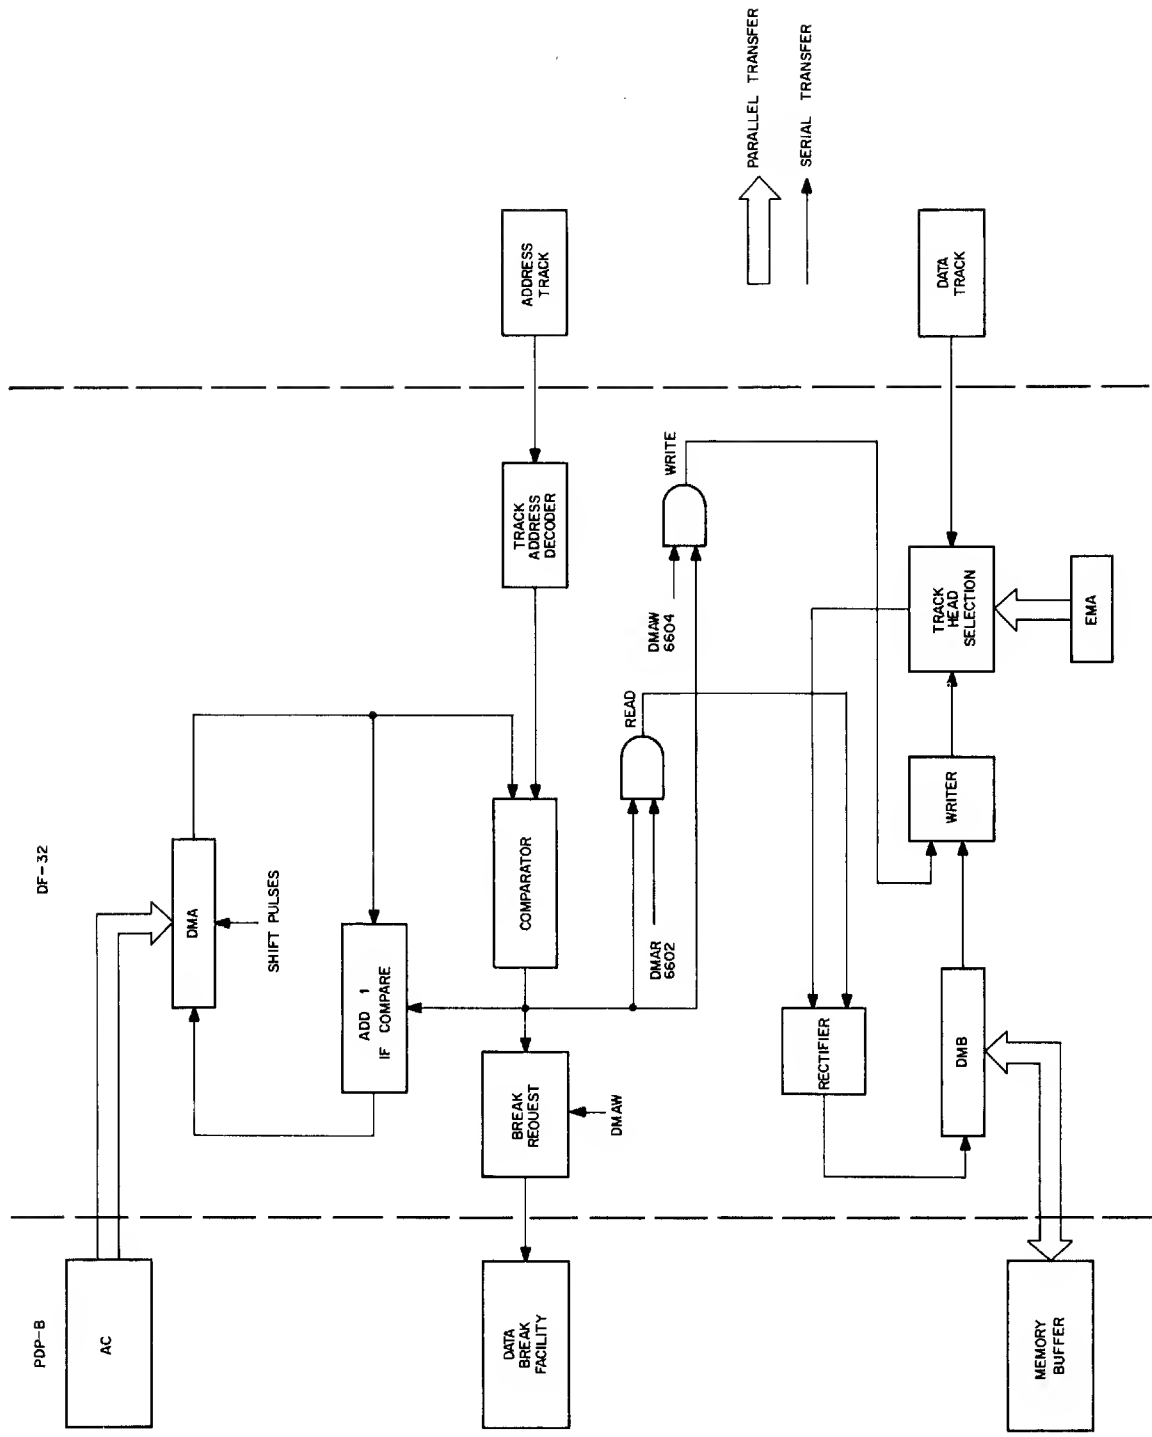 PDP-8
DF-32
AC
DMA
SHIFT PULSES
ADD 1
IF COMPARE
DATA
BREAK
FACILITY
BREAK
REQUEST
DMAW
COMPARATOR
TRACK
ADDRESS
DECODER
ADDRESS
TRACK
DMAR
6602
READ
DMAW
6604
WRITE
PARALLEL TRANSFER
SERIAL TRANSFER
RECTIFIER
MEMORY
BUFFER
DMB
WRITER
TRACK
HEAD
SELECTION
DATA
TRACK
EMA